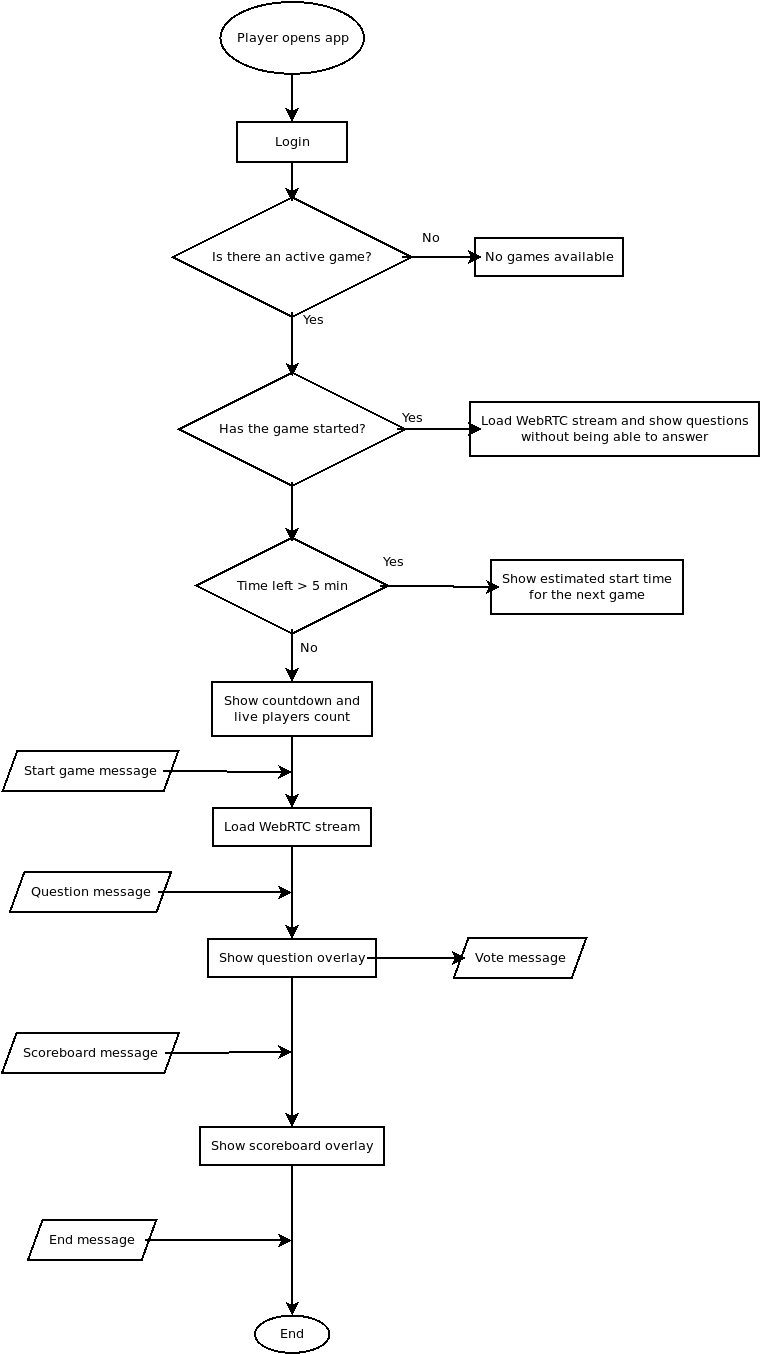 Player opens app
Login
Is there an active game?
No
No games available
Yes
Has the game started?
Yes
Load WebRTC stream and show questions
without being able to answer
Time left > 5 min
Yes
Show estimated start time
for the next game
No
Show countdown and
live players count
Start game message
Load WebRTC stream
Question message
Show question overlay
Vote message
Scoreboard message
Show scoreboard overlay
End message
End